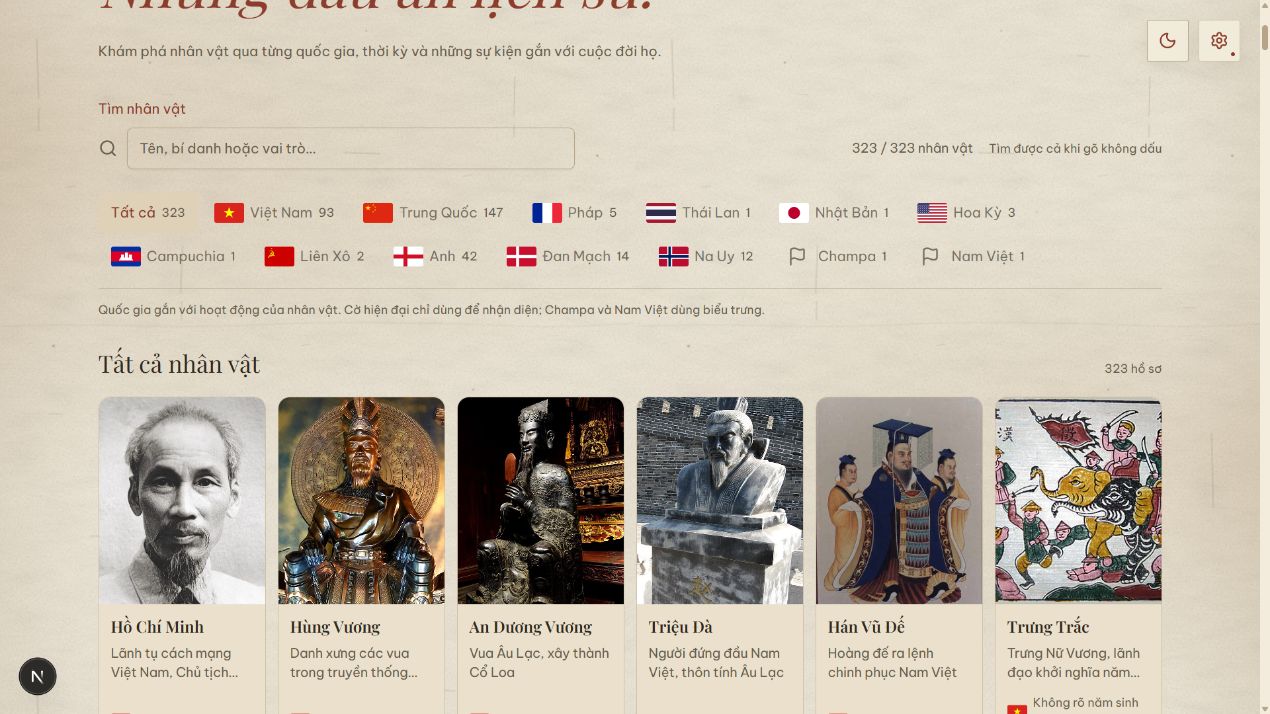 Những dấu ấn lịch sử.
Khám phá nhân vật qua từng quốc gia, thời kỳ và những sự kiện gắn với cuộc đời họ.
Tìm nhân vật
Tên, bí danh hoặc vai trò...
323 / 323 nhân vật Tìm được cả khi gõ không dấu
Tất cả 323 Việt Nam 93 Trung Quốc 147 Pháp 5 Thái Lan 1 Nhật Bản 1 Hoa Kỳ 3
Campuchia 1 Liên Xô 2 Anh 42 Đan Mạch 14 Na Uy 12 Champa 1 Nam Việt 1
Quốc gia gắn với hoạt động của nhân vật. Cờ hiện đại chỉ dùng để nhận diện; Champa và Nam Việt dùng biểu trưng.
Tất cả nhân vật
323 hồ sơ
Hồ Chí Minh
Lãnh tụ cách mạng
Việt Nam, Chủ tịch...
Hùng Vương
Danh xưng các vua
trong truyền thống...
An Dương Vương
Vua Âu Lạc, xây thành
Cổ Loa
Triệu Đà
Người đứng đầu Nam
Việt, thôn tính Âu Lạc
Hán Vũ Đế
Hoàng đế ra lệnh
chinh phục Nam Việt
Trưng Trắc
Trưng Nữ Vương, lãnh
đạo khởi nghĩa năm...
Không rõ năm sinh
N